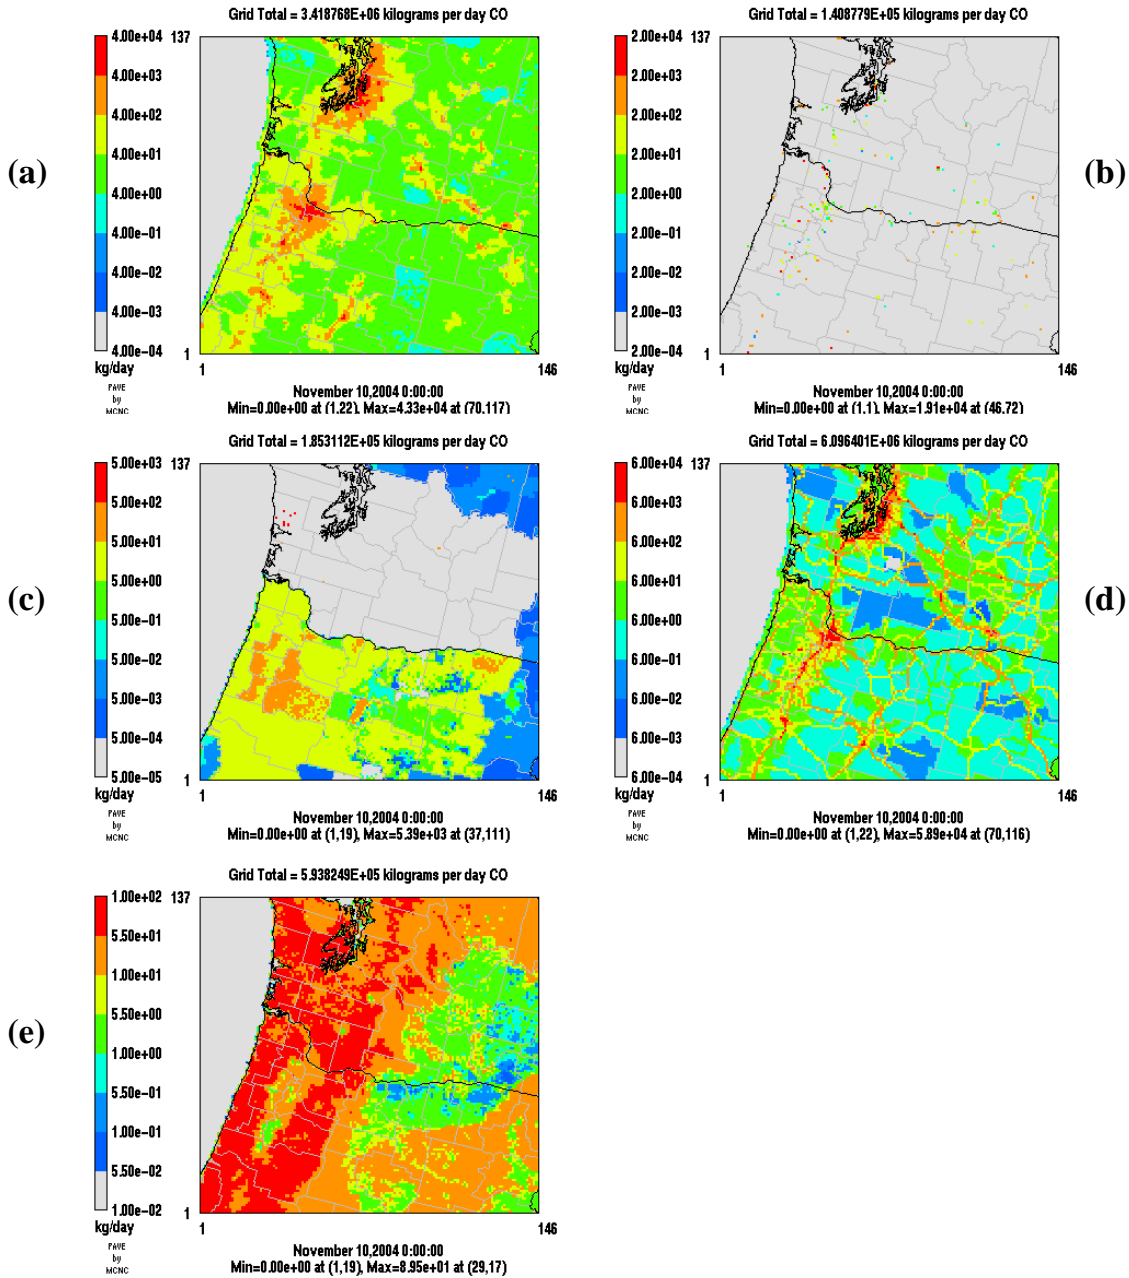 Grid Total = 3.418768E+06 kilograms per day CO
(a)
4.00e+04
4.00e+03
4.00e+02
4.00e+01
4.00e+00
4.00e-01
4.00e-02
4.00e-03
4.00e-04
kg/day
PAVE
by
MCNC
137
1
1
146
November 10,2004 0:00:00
Min=0.00e+00 at (1,22), Max=4.33e+04 at (70,117)
Grid Total = 1.408779E+05 kilograms per day CO
(b)
2.00e+04
2.00e+03
2.00e+02
2.00e+01
2.00e+00
2.00e-01
2.00e-02
2.00e-03
2.00e-04
kg/day
PAVE
by
MCNC
137
1
1
146
November 10,2004 0:00:00
Min=0.00e+00 at (1,1), Max=1.91e+04 at (46,72)
Grid Total = 1.853112E+05 kilograms per day CO
(c)
5.00e+03
5.00e+02
5.00e+01
5.00e+00
5.00e-01
5.00e-02
5.00e-03
5.00e-04
5.00e-05
kg/day
PAVE
by
MCNC
137
1
1
146
November 10,2004 0:00:00
Min=0.00e+00 at (1,19), Max=5.39e+03 at (37,111)
Grid Total = 6.096401E+06 kilograms per day CO
(d)
6.00e+04
6.00e+03
6.00e+02
6.00e+01
6.00e+00
6.00e-01
6.00e-02
6.00e-03
6.00e-04
kg/day
PAVE
by
MCNC
137
1
1
146
November 10,2004 0:00:00
Min=0.00e+00 at (1,22), Max=5.89e+04 at (70,116)
Grid Total = 5.938249E+05 kilograms per day CO
(e)
1.00e+02
5.50e+01
1.00e+01
5.50e+00
1.00e+00
5.50e-01
1.00e-01
5.50e-02
1.00e-02
kg/day
PAVE
by
MCNC
137
1
1
146
November 10,2004 0:00:00
Min=0.00e+00 at (1,19), Max=8.95e+01 at (29,17)